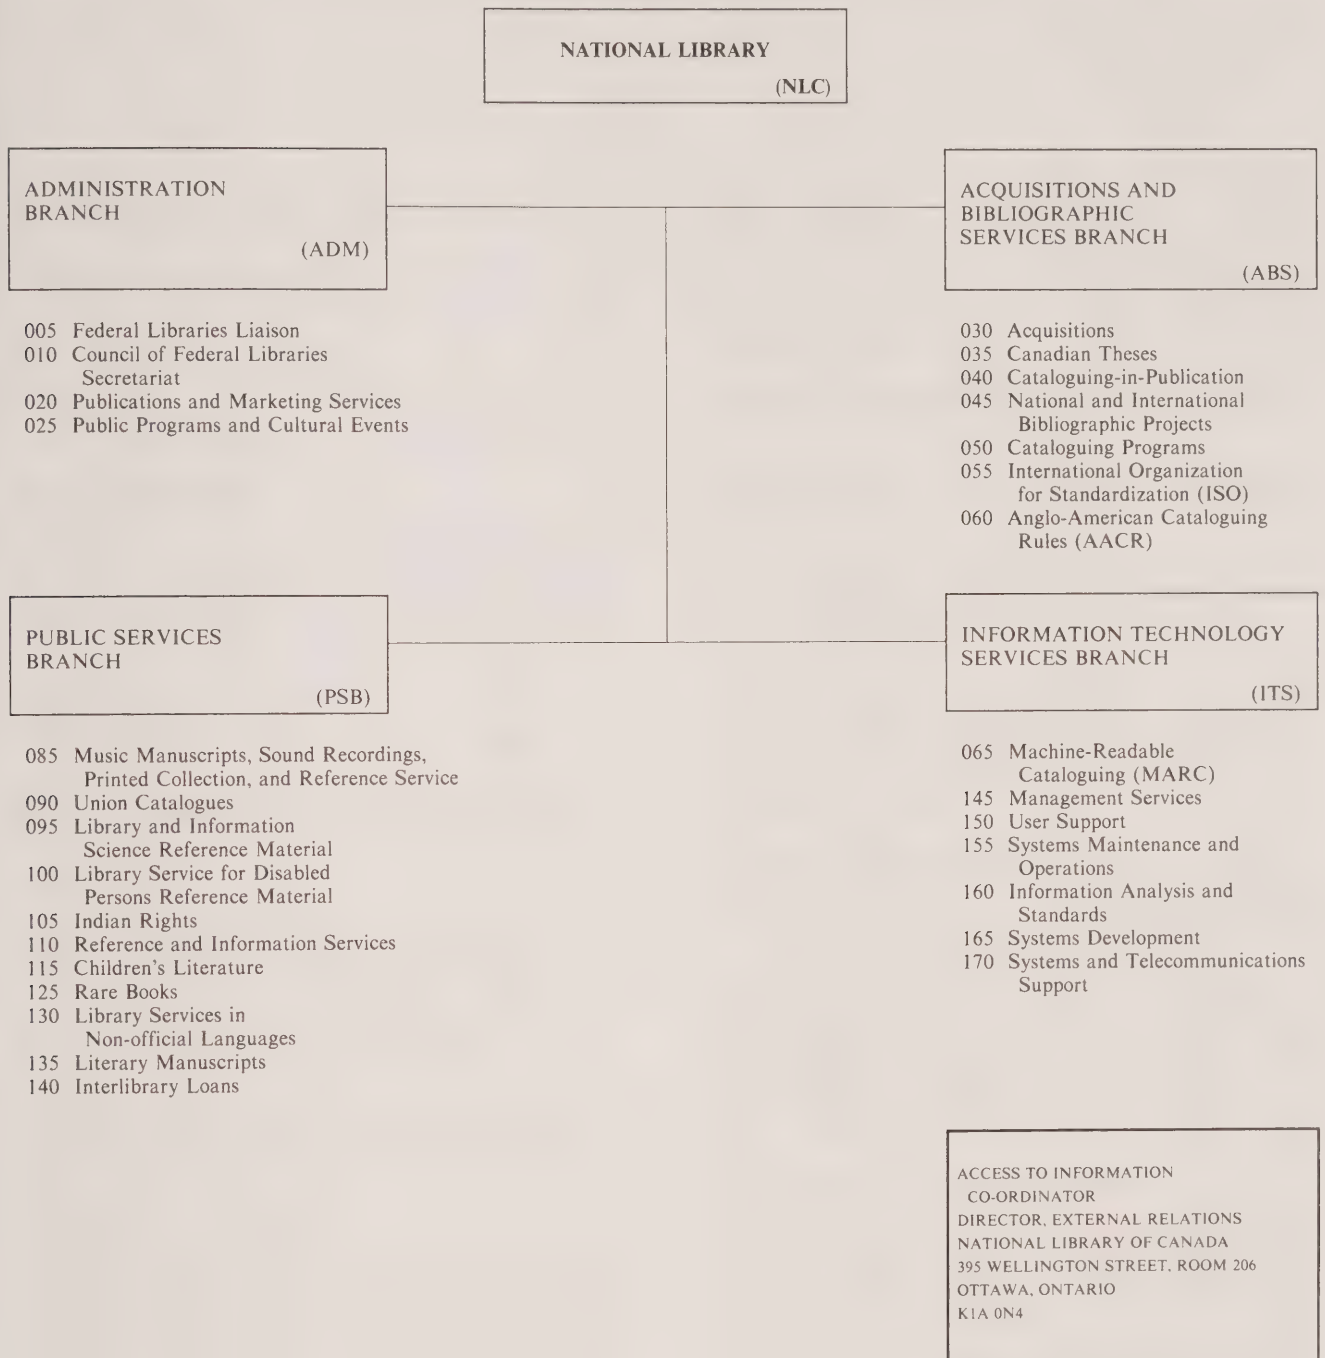 NATIONAL LIBRARY
(NLC)
ADMINISTRATION
BRANCH
(ADM)
005 Federal Libraries Liaison
010 Council of Federal Libraries
Secretariat
020 Publications and Marketing Services
025 Public Programs and Cultural Events
ACQUISITIONS AND
BIBLIOGRAPHIC
SERVICES BRANCH
(ABS)
030 Acquisitions
035 Canadian Theses
040 Cataloguing-in-Publication
045 National and International
Bibliographic Projects
050 Cataloguing Programs
055 International Organization
for Standardization (ISO)
060 Anglo-American Cataloguing
Rules (AACR)
PUBLIC SERVICES
BRANCH
(PSB)
085 Music Manuscripts, Sound Recordings,
Printed Collection, and Reference Service
090 Union Catalogues
095 Library and Information
Science Reference Material
100 Library Service for Disabled
Persons Reference Material
105 Indian Rights
110 Reference and Information Services
115 Children's Literature
125 Rare Books
130 Library Services in
Non-official Languages
135 Literary Manuscripts
140 Interlibrary Loans
INFORMATION TECHNOLOGY
SERVICES BRANCH
(ITS)
065 Machine-Readable
Cataloguing (MARC)
145 Management Services
150 User Support
155 Systems Maintenance and
Operations
160 Information Analysis and
Standards
165 Systems Development
170 Systems and Telecommunications
Support
ACCESS TO INFORMATION
CO-ORDINATOR
DIRECTOR, EXTERNAL RELATIONS
NATIONAL LIBRARY OF CANADA
395 WELLINGTON STREET, ROOM 206
OTTAWA, ONTARIO
K1A 0N4